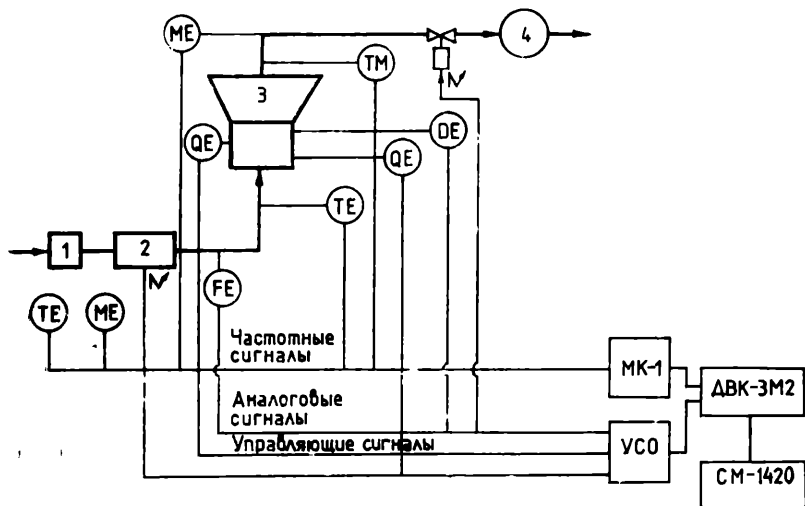 ME
4
TM
3
QE
DE
QE
TE
1
2
FE
TE
ME
Частотные
сигналы
МК-1
ДВК-3М2
Аналоговые
сигналы
Управляющие сигналы
УСО
СМ-1420